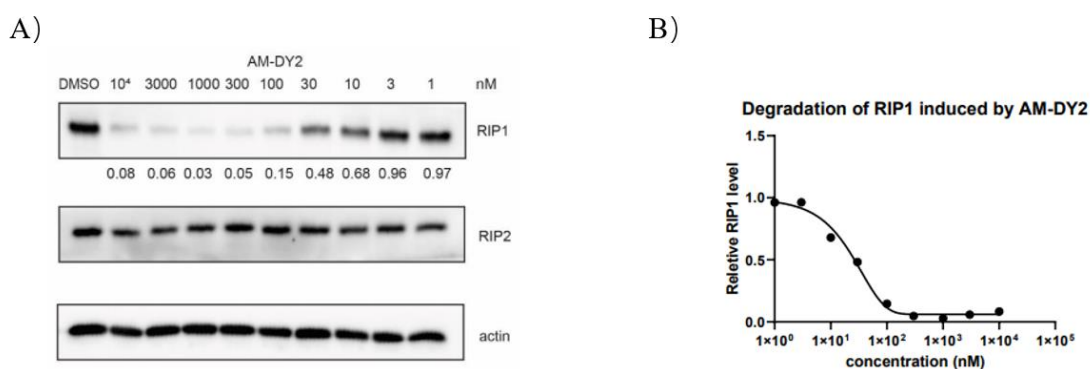 A)
AM-DY2
DMSO 10⁴ 3000 1000 300 100 30 10 3 1 nM
RIP1
0.08 0.06 0.03 0.05 0.15 0.48 0.68 0.96 0.97
RIP2
actin
B)
Degradation of RIP1 induced by AM-DY2
Reletive RIP1 level
1.5
1.0
0.5
0.0
1×10⁰ 1×10¹ 1×10² 1×10³ 1×10⁴ 1×10⁵
concentration (nM)